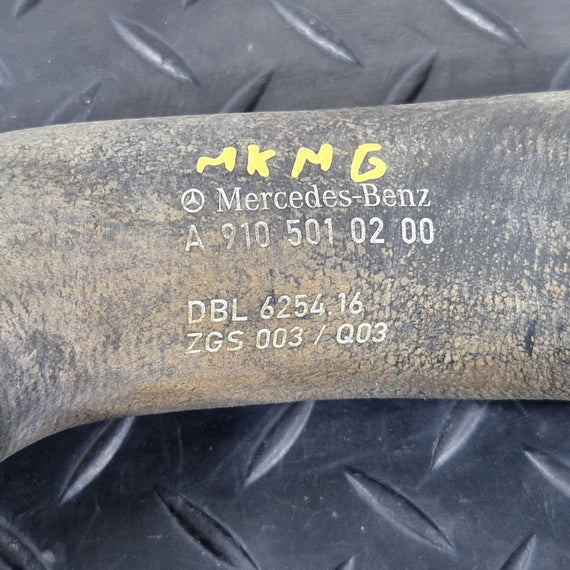 MKMG
Mercedes-Benz
A 910 501 02 00
DBL 6254.16
ZGS 003 / Q03